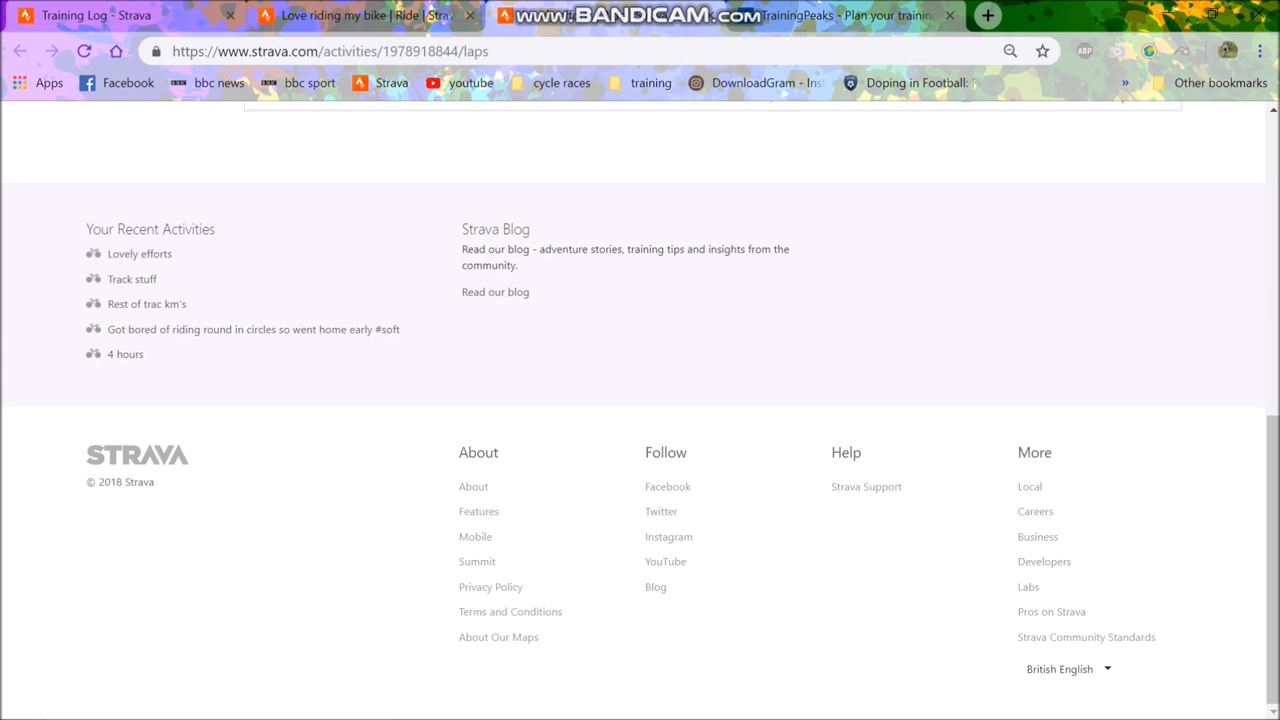 Training Log - Strava
Love riding my bike | Ride | Stra
www.BANDICAM.com
TrainingPeaks - Plan your training
https://www.strava.com/activities/1978918844/laps
ABP
Apps
Facebook
BBC bbc news
BBC bbc sport
Strava
youtube
cycle races
training
DownloadGram - Inst
Doping in Football: T
»
Other bookmarks
Your Recent Activities
Lovely efforts
Track stuff
Rest of trac km's
Got bored of riding round in circles so went home early #soft
4 hours
Strava Blog
Read our blog - adventure stories, training tips and insights from the
community.
Read our blog
STRAVA
© 2018 Strava
About
About
Features
Mobile
Summit
Privacy Policy
Terms and Conditions
About Our Maps
Follow
Facebook
Twitter
Instagram
YouTube
Blog
Help
Strava Support
More
Local
Careers
Business
Developers
Labs
Pros on Strava
Strava Community Standards
British English